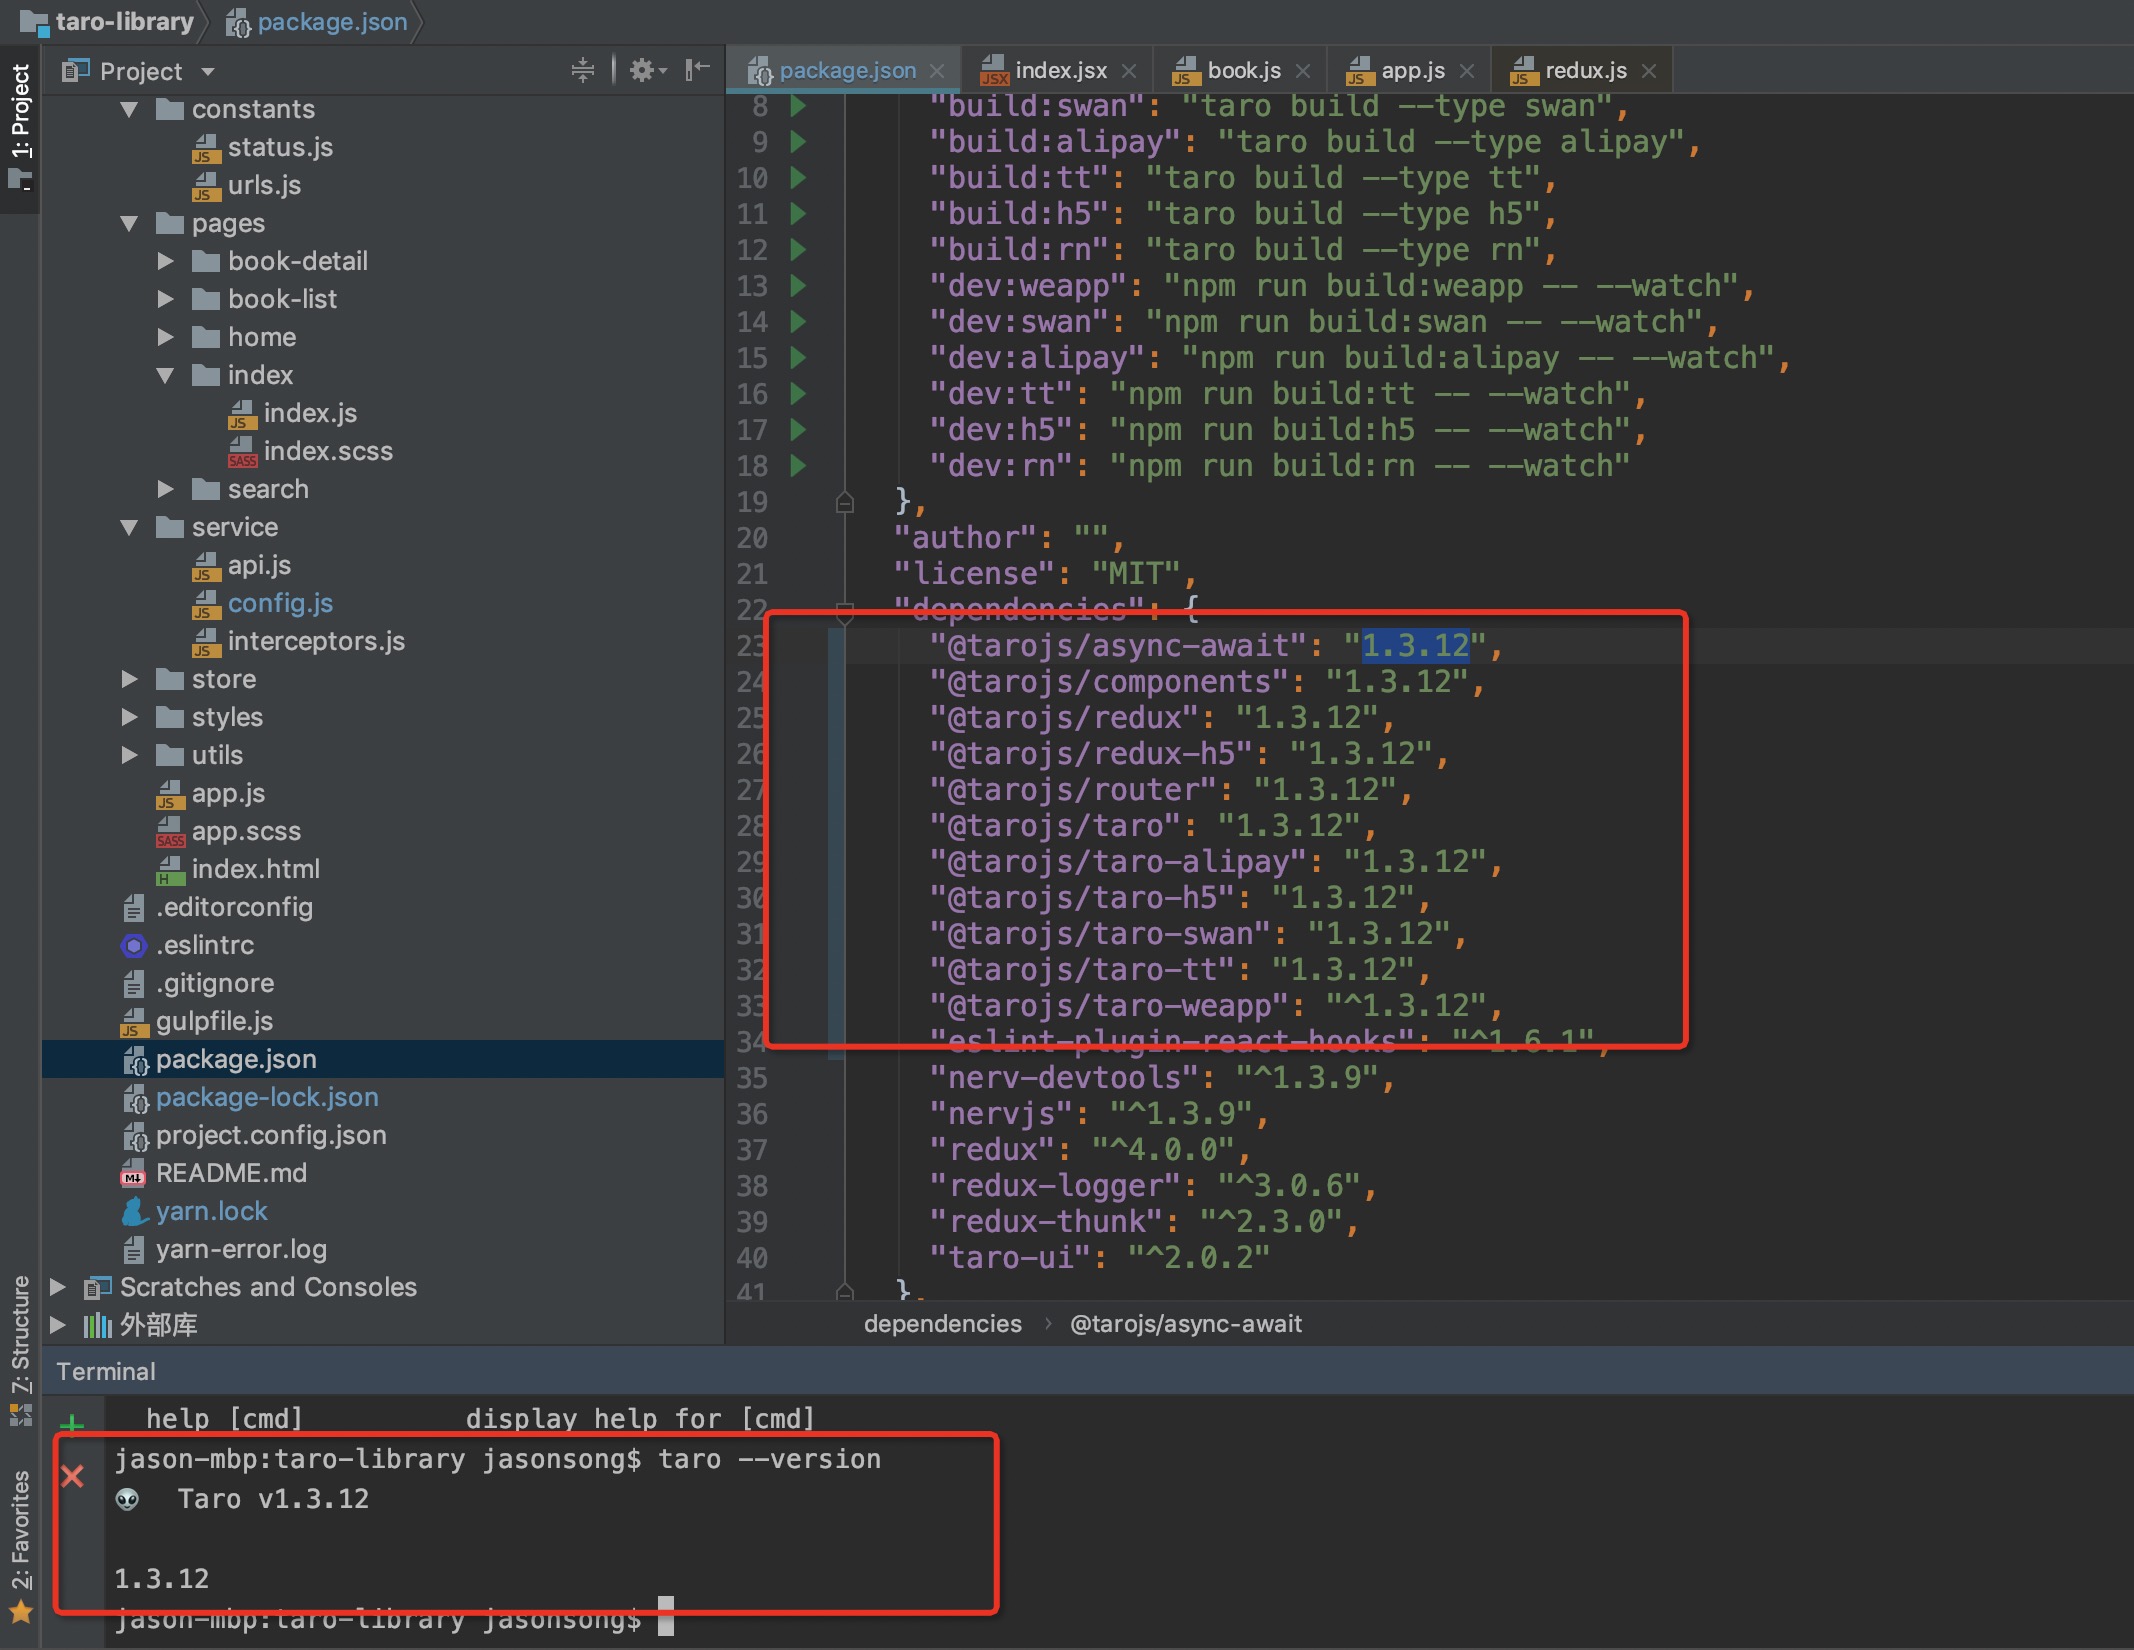 taro-library
package.json
1: Project
Project
package.json
index.jsx
book.js
app.js
redux.js
constants
status.js
urls.js
pages
book-detail
book-list
home
index
index.js
index.scss
search
service
api.js
config.js
interceptors.js
store
styles
utils
app.js
app.scss
index.html
.editorconfig
.eslintrc
.gitignore
gulpfile.js
package.json
package-lock.json
project.config.json
README.md
yarn.lock
yarn-error.log
Scratches and Consoles
外部库
8 "build:swan": "taro build --type swan",
9 "build:alipay": "taro build --type alipay",
10 "build:tt": "taro build --type tt",
11 "build:h5": "taro build --type h5",
12 "build:rn": "taro build --type rn",
13 "dev:weapp": "npm run build:weapp -- --watch",
14 "dev:swan": "npm run build:swan -- --watch",
15 "dev:alipay": "npm run build:alipay -- --watch",
16 "dev:tt": "npm run build:tt -- --watch",
17 "dev:h5": "npm run build:h5 -- --watch",
18 "dev:rn": "npm run build:rn -- --watch"
19 },
20 "author": "",
21 "license": "MIT",
22 "dependencies": {
23 "@tarojs/async-await": "1.3.12",
24 "@tarojs/components": "1.3.12",
25 "@tarojs/redux": "1.3.12",
26 "@tarojs/redux-h5": "1.3.12",
27 "@tarojs/router": "1.3.12",
28 "@tarojs/taro": "1.3.12",
29 "@tarojs/taro-alipay": "1.3.12",
30 "@tarojs/taro-h5": "1.3.12",
31 "@tarojs/taro-swan": "1.3.12",
32 "@tarojs/taro-tt": "1.3.12",
33 "@tarojs/taro-weapp": "^1.3.12",
34 "eslint-plugin-react-hooks": "^1.6.1",
35 "nerv-devtools": "^1.3.9",
36 "nervjs": "^1.3.9",
37 "redux": "^4.0.0",
38 "redux-logger": "^3.0.6",
39 "redux-thunk": "^2.3.0",
40 "taro-ui": "^2.0.2"
41 },
dependencies › @tarojs/async-await
Z: Structure
2: Favorites
Terminal
help [cmd] display help for [cmd]
jason-mbp:taro-library jasonsong$ taro --version
👽 Taro v1.3.12
1.3.12
jason-mbp:taro-library jasonsong$